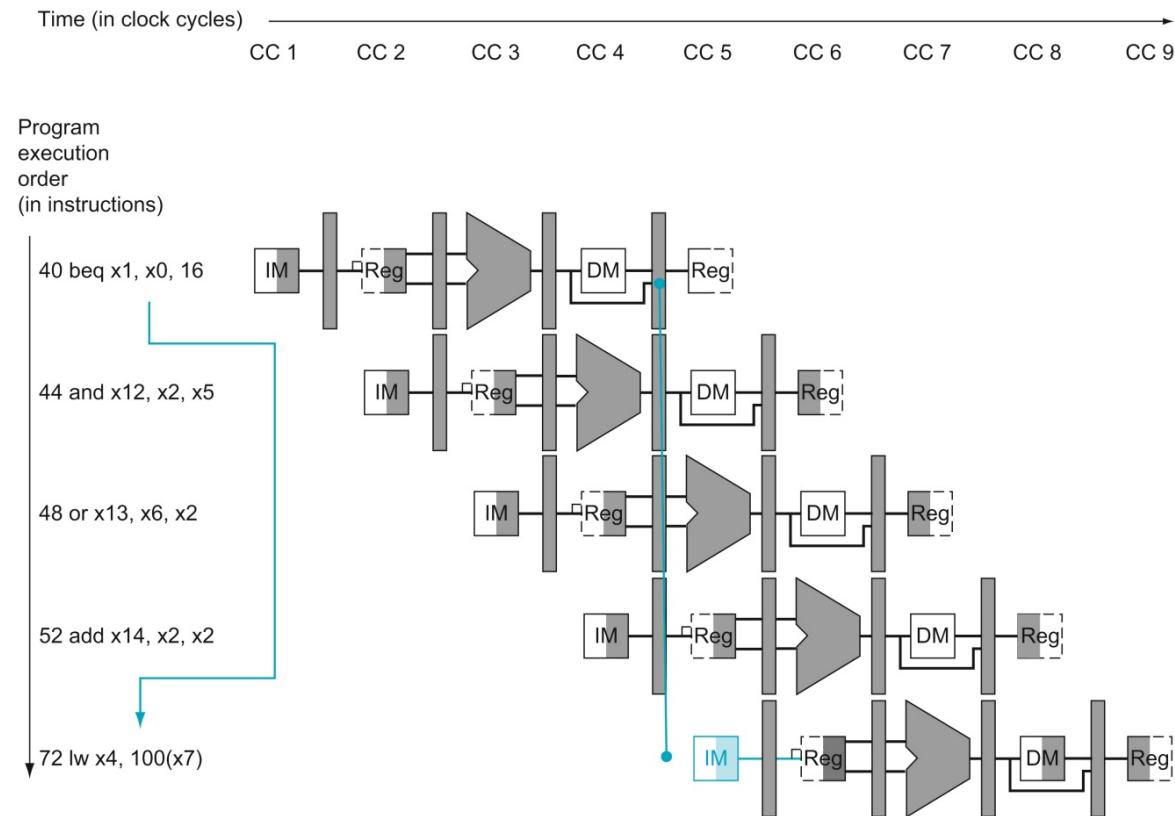 Time (in clock cycles)
CC 1 CC 2 CC 3 CC 4 CC 5 CC 6 CC 7 CC 8 CC 9
Program
execution
order
(in instructions)
40 beq x1, x0, 16 IM Reg DM Reg
44 and x12, x2, x5 IM Reg DM Reg
48 or x13, x6, x2 IM Reg DM Reg
52 add x14, x2, x2 IM Reg DM Reg
72 lw x4, 100(x7) IM Reg DM Reg